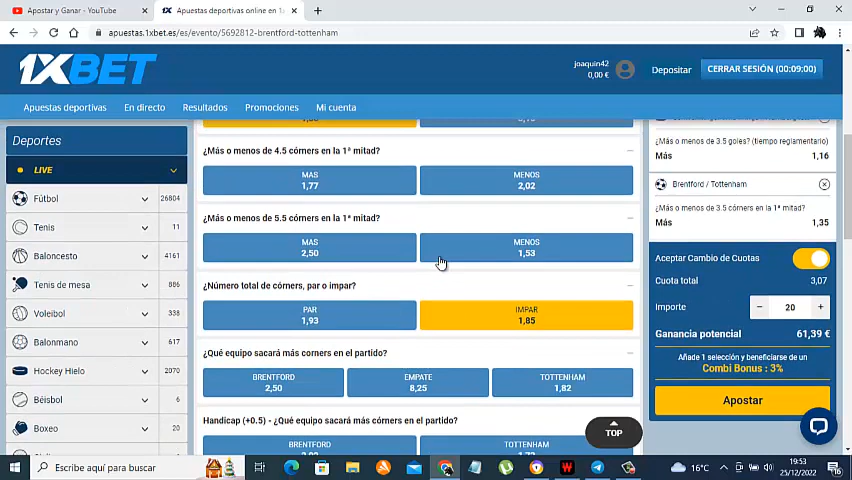 Apostar y Ganar - YouTube
Apuestas deportivas online en 1x
apuestas.1xbet.es/es/evento/5692812-brentford-tottenham
1XBET
joaquin42
0,00 €
Depositar
CERRAR SESIÓN (00:09:00)
Apuestas deportivas
En directo
Resultados
Promociones
Mi cuenta
Deportes
LIVE
Fútbol 26804
Tenis 11
Baloncesto 4161
Tenis de mesa 886
Voleibol 338
Balonmano 617
Hockey Hielo 2070
Béisbol 6
Boxeo 20
¿Más o menos de 4.5 córners en la 1ª mitad?
MAS
1,77
MENOS
2,02
¿Más o menos de 5.5 córners en la 1ª mitad?
MAS
2,50
MENOS
1,53
¿Número total de córners, par o impar?
PAR
1,93
IMPAR
1,85
¿Qué equipo sacará más corners en el partido?
BRENTFORD
2,50
EMPATE
8,25
TOTTENHAM
1,82
Handicap (+0.5) - ¿Qué equipo sacará más córners en el partido?
BRENTFORD
TOTTENHAM
TOP
¿Más o menos de 3.5 goles? (tiempo reglamentario)
Más 1,16
Brentford / Tottenham
¿Más o menos de 3.5 córners en la 1ª mitad?
Más 1,35
Aceptar Cambio de Cuotas
Cuota total 3,07
Importe − 20 +
Ganancia potencial 61,39 €
Añade 1 selección y beneficiarse de un
Combi Bonus : 3%
Apostar
Escribe aquí para buscar
16°C
19:53
25/12/2022